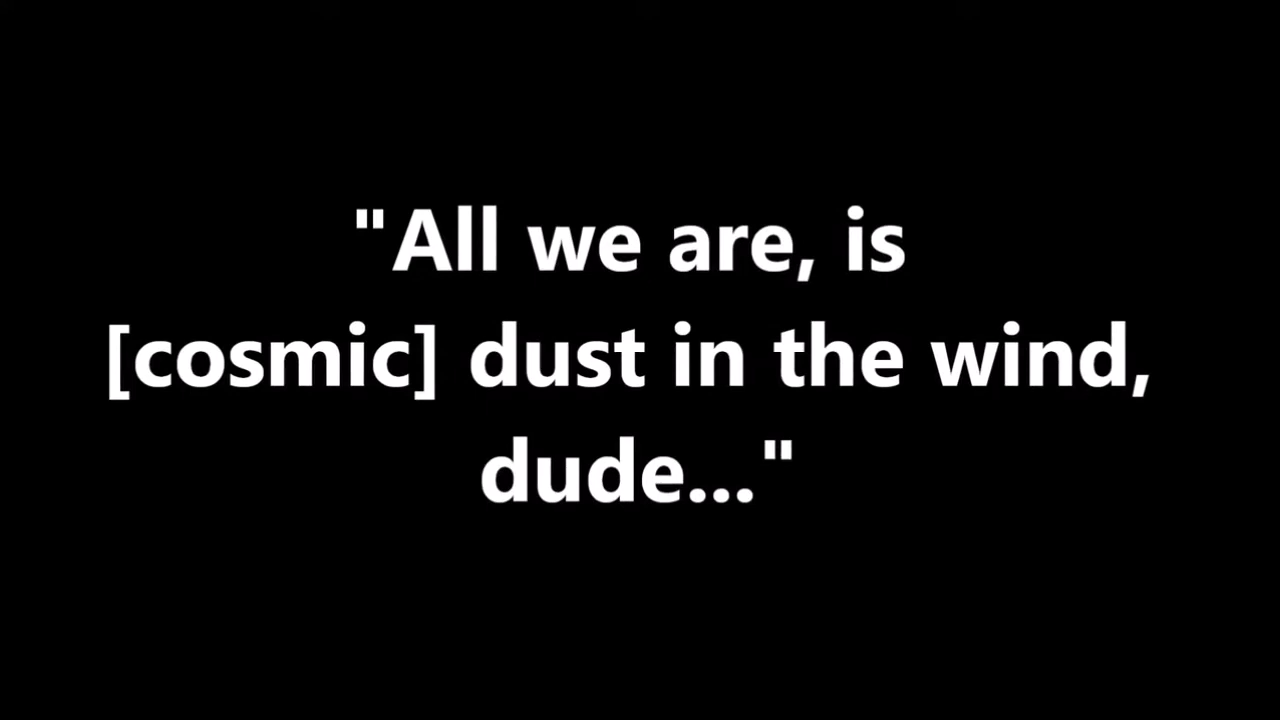 "All we are, is
[cosmic] dust in the wind,
dude..."